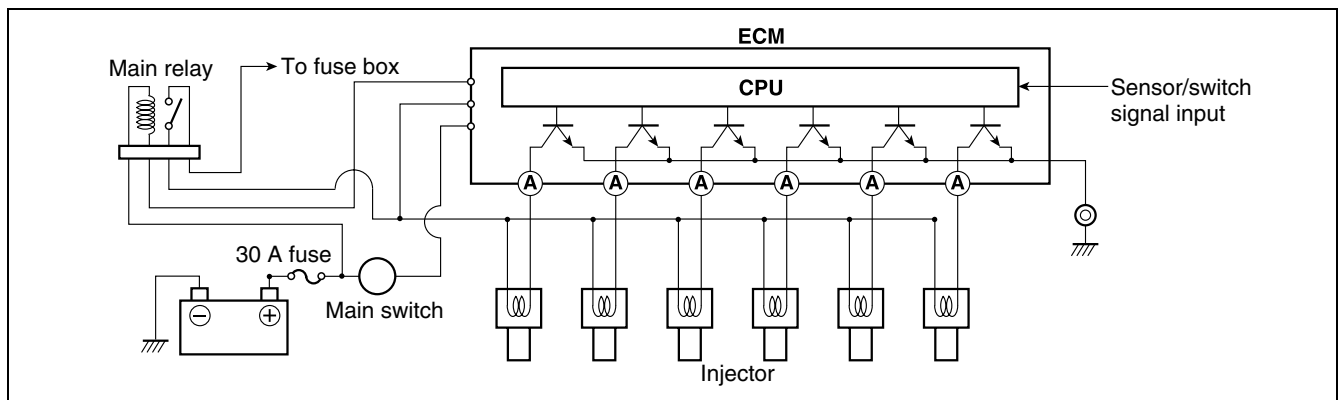 ECM
Main relay
To fuse box
CPU
Sensor/switch
signal input
A A A A A A
30 A fuse
Main switch
− +
Injector